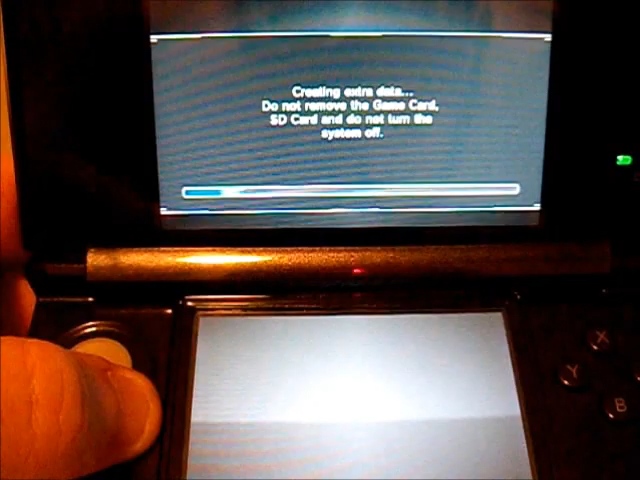 Creating extra data...
Do not remove the Game Card,
SD Card and do not turn the
system off.
X
Y
B